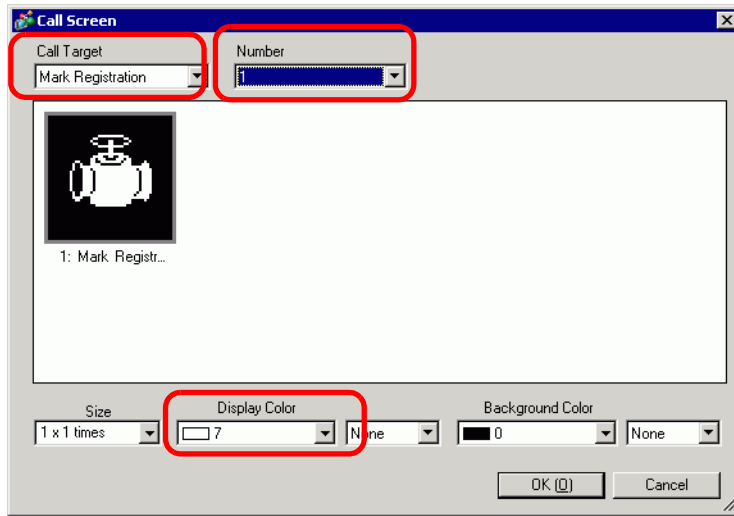 Call Screen
Call Target Number
Mark Registration 1
1: Mark Registr...
Size Display Color Background Color
1 x 1 times 7 None 0 None
OK (O) Cancel